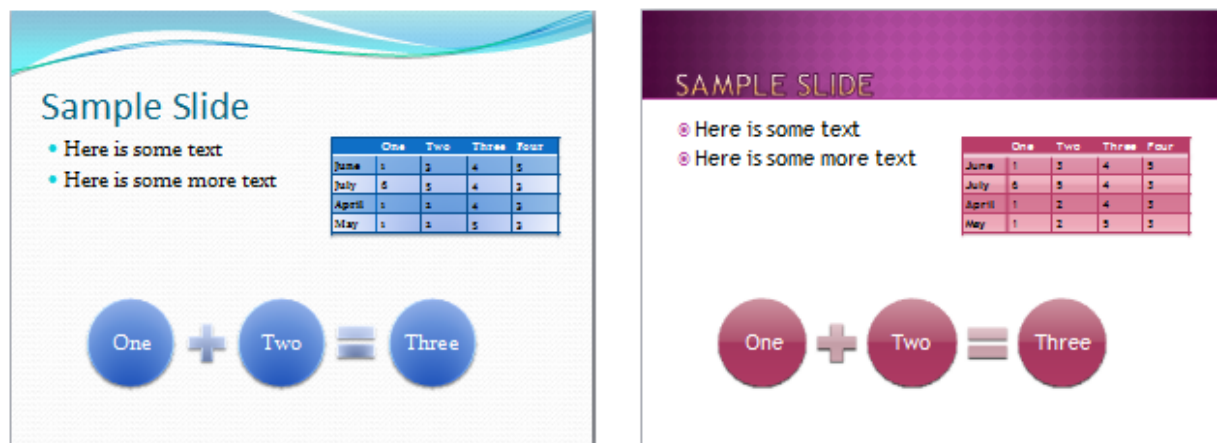 Sample Slide
Here is some text
Here is some more text
One Two Three Four
June 1 3 4 5
July 6 5 4 3
April 1 2 4 3
May 1 2 5 3
One + Two = Three
SAMPLE SLIDE
Here is some text
Here is some more text
One Two Three Four
June 1 3 4 5
July 6 5 4 3
April 1 2 4 3
May 1 2 5 3
One + Two = Three